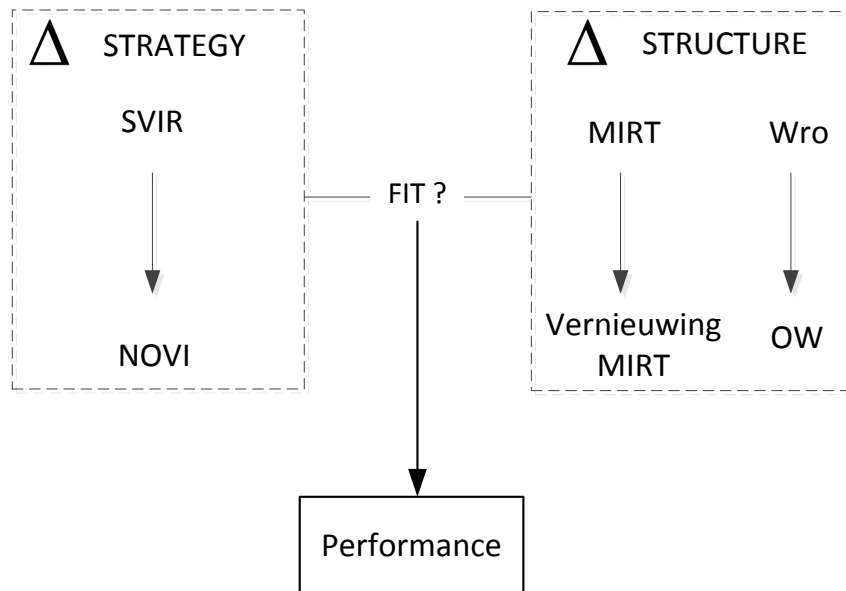 Δ STRATEGY
SVIR
NOVI
FIT ?
Δ STRUCTURE
MIRT Wro
Vernieuwing
MIRT
OW
Performance